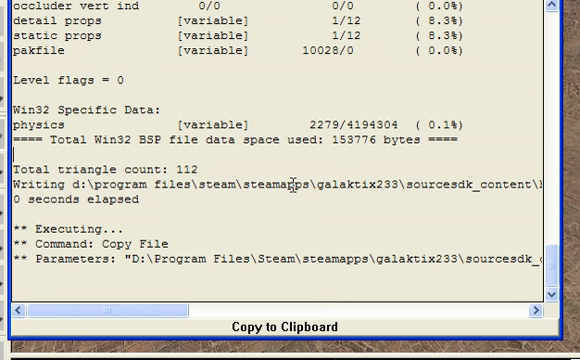 occluder vert ind 0/0 0/0 ( 0.0%)
detail props [variable] 1/12 ( 8.3%)
static props [variable] 1/12 ( 8.3%)
pakfile [variable] 10028/0 ( 0.0%)
Level flags = 0
Win32 Specific Data:
physics [variable] 2279/4194304 ( 0.1%)
==== Total Win32 BSP file data space used: 153776 bytes ====
Total triangle count: 112
Writing d:\program files\steam\steamapps\galaktix233\sourcesdk_content\
0 seconds elapsed
** Executing...
** Command: Copy File
** Parameters: "D:\Program Files\Steam\steamapps\galaktix233\sourcesdk_
Copy to Clipboard